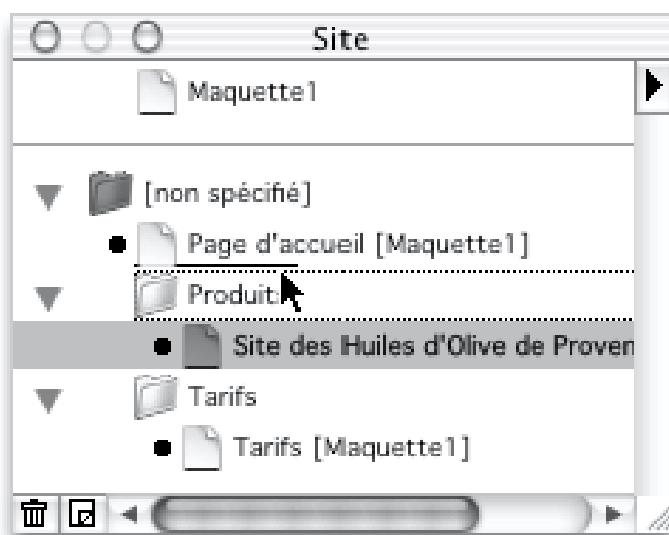 Site
Maquette1
[non spécifié]
Page d'accueil [Maquette1]
Produit
Site des Huiles d'Olive de Proven
Tarifs
Tarifs [Maquette1]